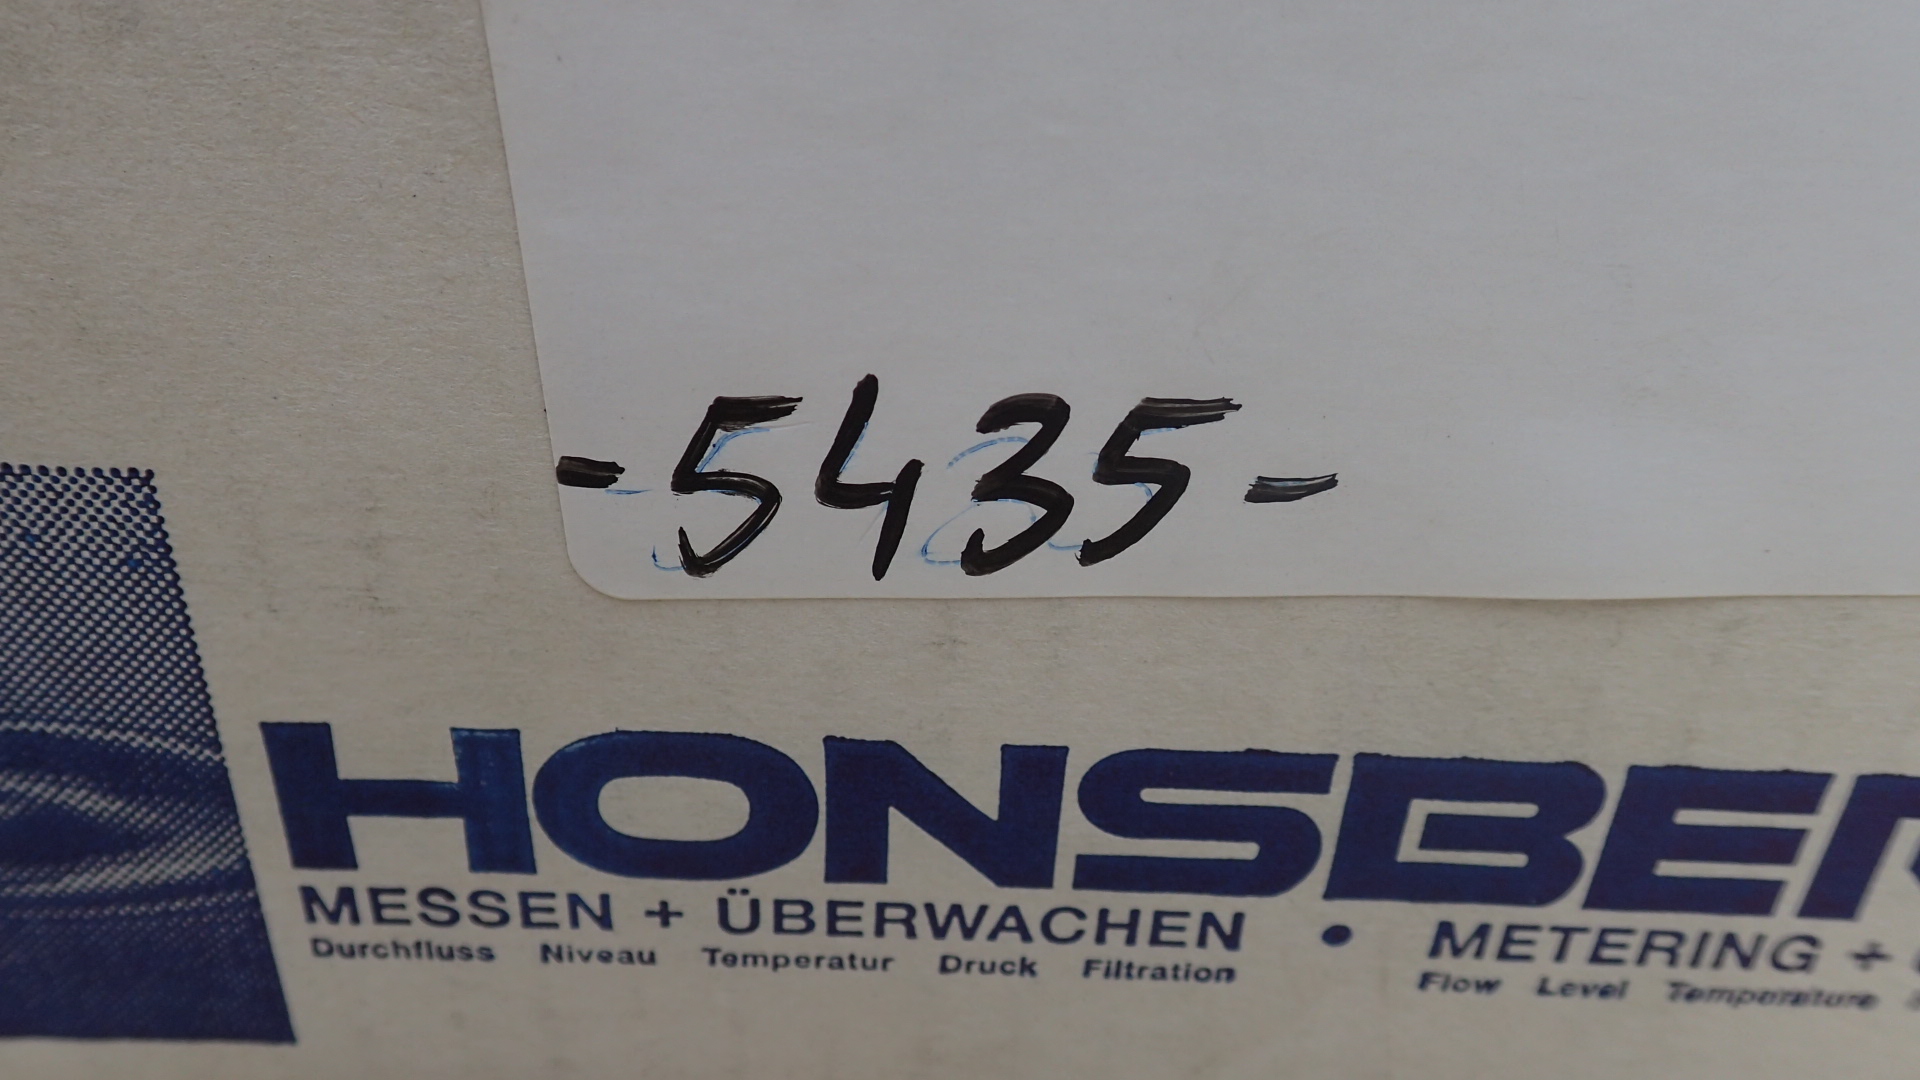 -5435-
HONSBER
MESSEN + ÜBERWACHEN • METERING +
Durchfluss Niveau Temperatur Druck Filtration Flow Level Temperature